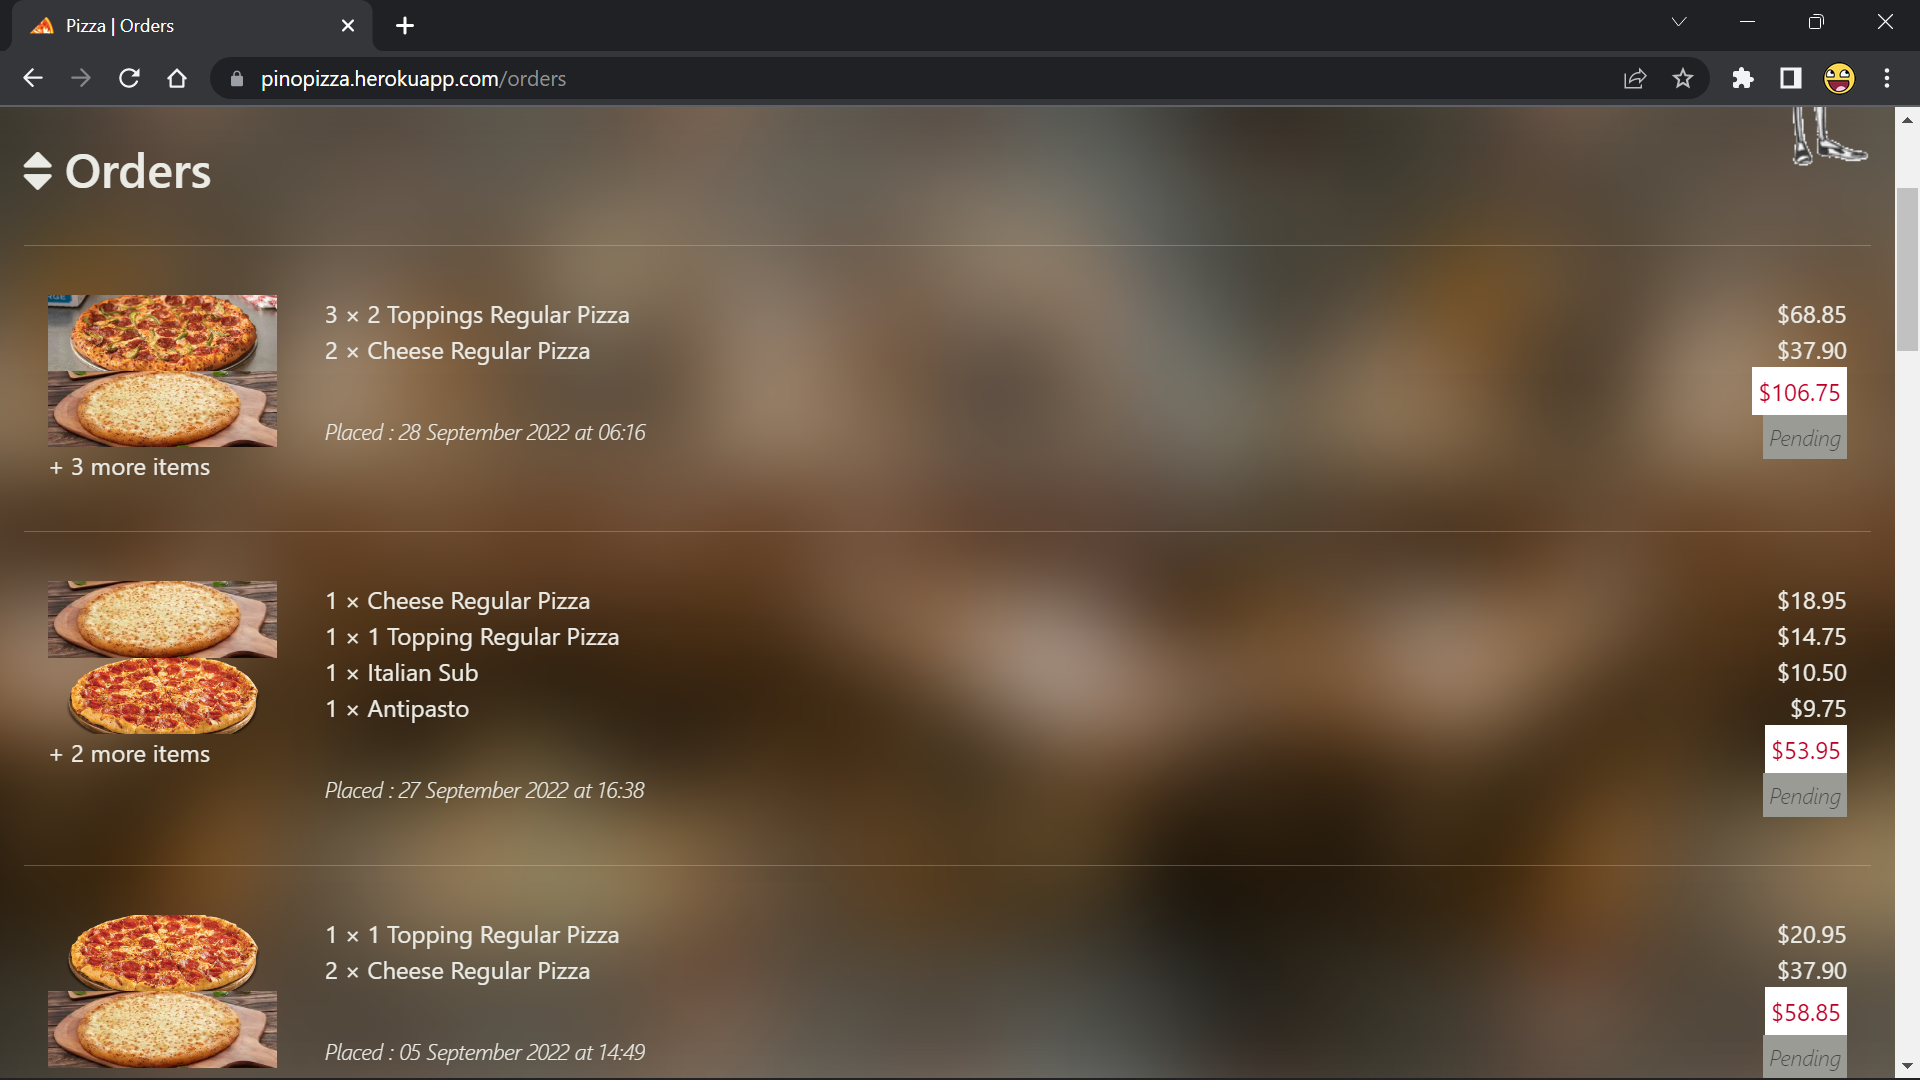 Pizza | Orders
pinopizza.herokuapp.com/orders
Orders
3 × 2 Toppings Regular Pizza $68.85
2 × Cheese Regular Pizza $37.90
$106.75
Placed : 28 September 2022 at 06:16 Pending
+ 3 more items
1 × Cheese Regular Pizza $18.95
1 × 1 Topping Regular Pizza $14.75
1 × Italian Sub $10.50
1 × Antipasto $9.75
+ 2 more items $53.95
Placed : 27 September 2022 at 16:38 Pending
1 × 1 Topping Regular Pizza $20.95
2 × Cheese Regular Pizza $37.90
$58.85
Placed : 05 September 2022 at 14:49 Pending